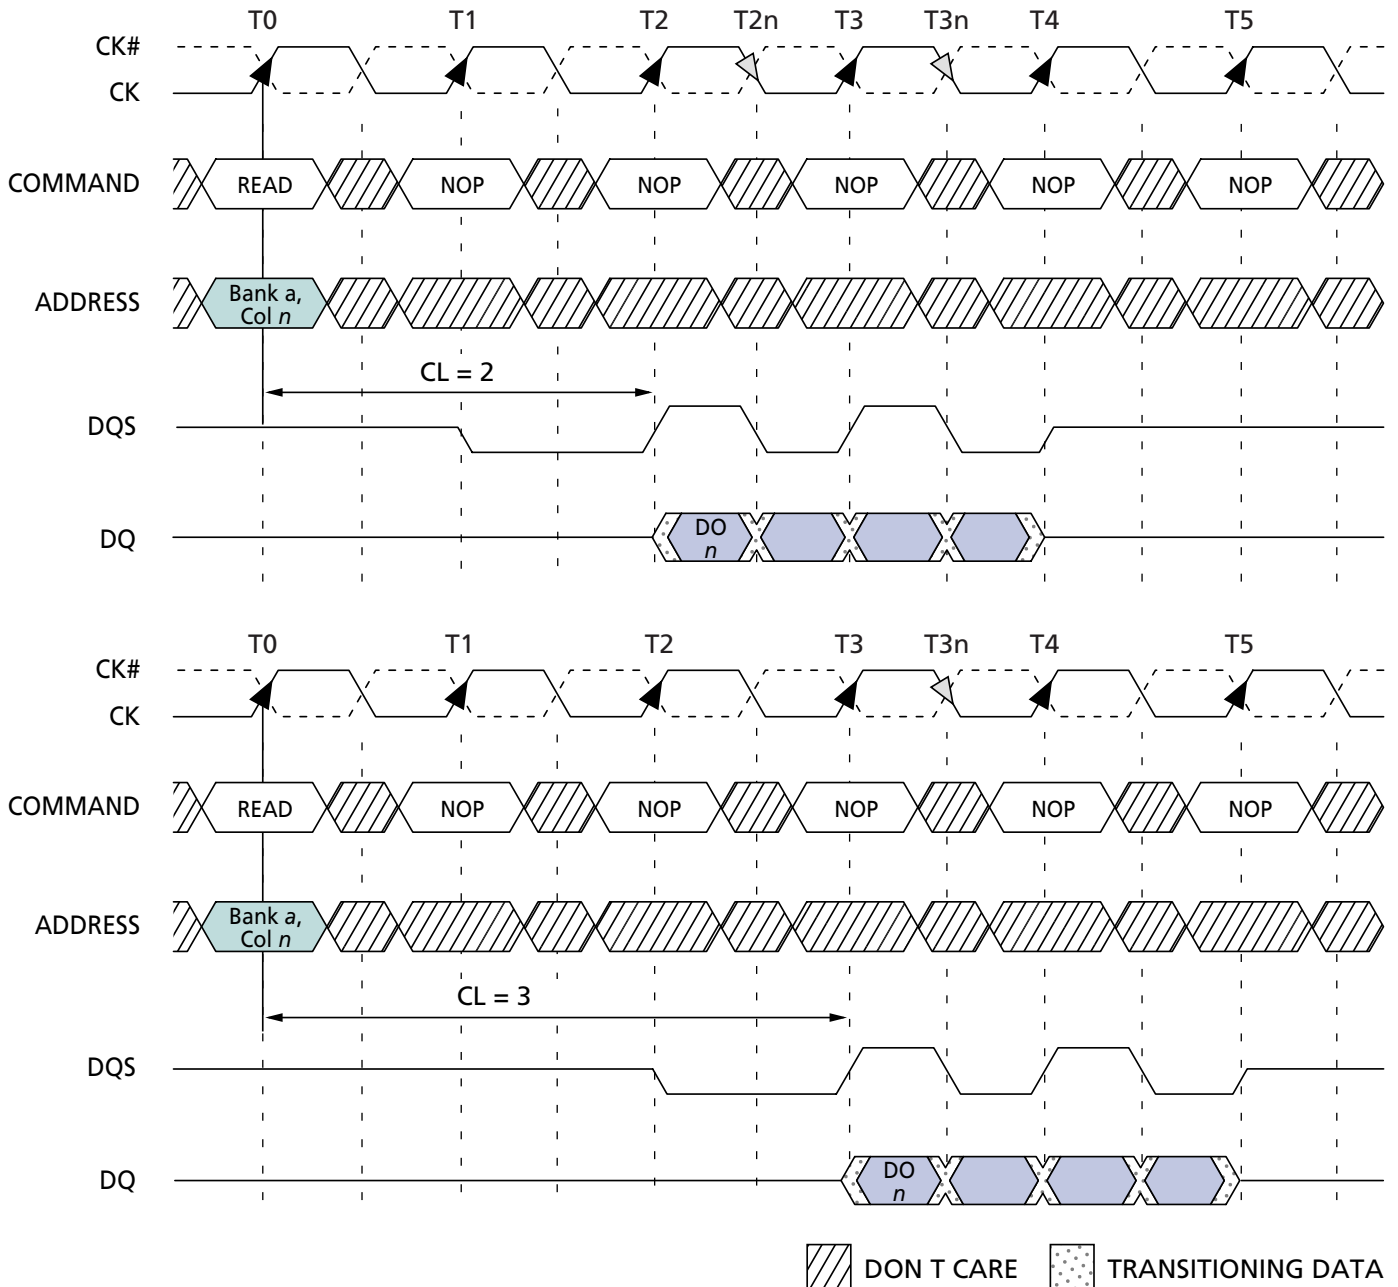 T0 T1 T2 T2n T3 T3n T4 T5
CK#
CK
COMMAND READ NOP NOP NOP NOP NOP
ADDRESS Bank a,
Col n
CL = 2
DQS
DQ DO
n
T0 T1 T2 T3 T3n T4 T5
CK#
CK
COMMAND READ NOP NOP NOP NOP NOP
ADDRESS Bank a,
Col n
CL = 3
DQS
DQ DO
n
DON T CARE TRANSITIONING DATA